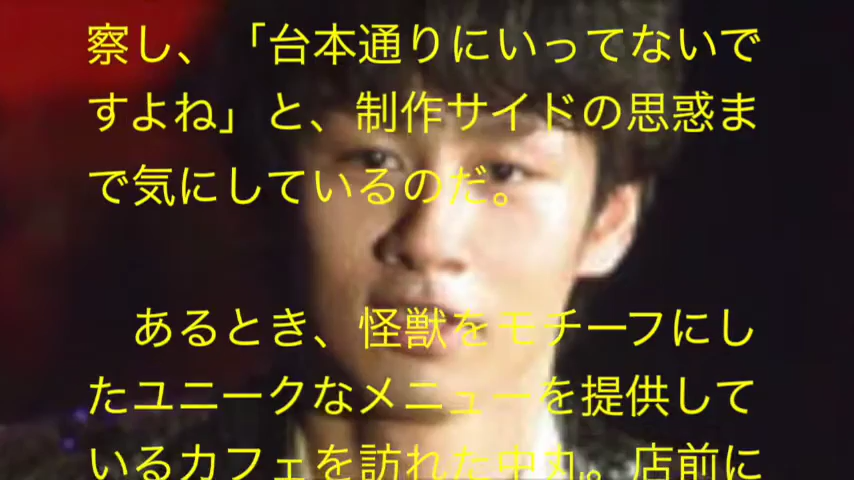 察し、「台本通りにいってないで
すよね」と、制作サイドの思惑ま
で気にしているのだ。
あるとき、怪獣をモチーフにし
たユニークなメニューを提供して
いるカフェを訪れた中丸。店前に